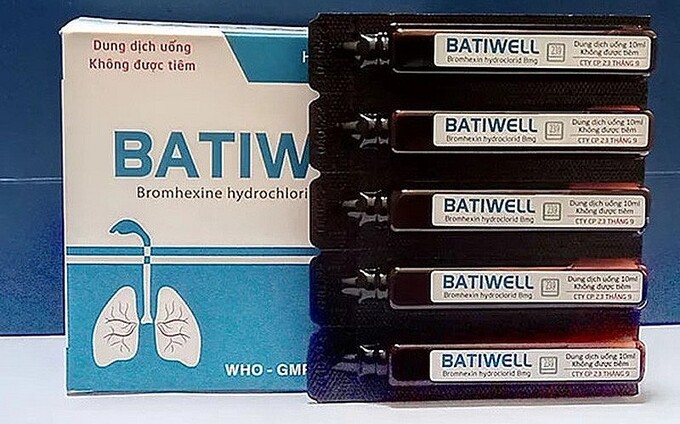 Dung dịch uống
Không được tiêm
H
BATIW
Bromhexine hydrochlorid
WHO - GMP
BATIWELL
Bromhexin hydroclorid 8mg
Dung dịch uống 10ml
Không được tiêm
CTY CP 23 THÁNG 9
BATIWELL
Bromhexin hydroclorid 8mg
Dung dịch uống 10ml
Không được tiêm
CTY CP 23 THÁNG 9
BATIWELL
Bromhexin hydroclorid 8mg
Dung dịch uống 10ml
Không được tiêm
CTY CP 23 THÁNG 9
BATIWELL
Bromhexin hydroclorid 8mg
Dung dịch uống 10ml
Không được tiêm
CTY CP 23 THÁNG 9
BATIWELL
Bromhexin hydroclorid 8mg
Dung dịch uống 10ml
Không được tiêm
CTY CP 23 THÁNG 9